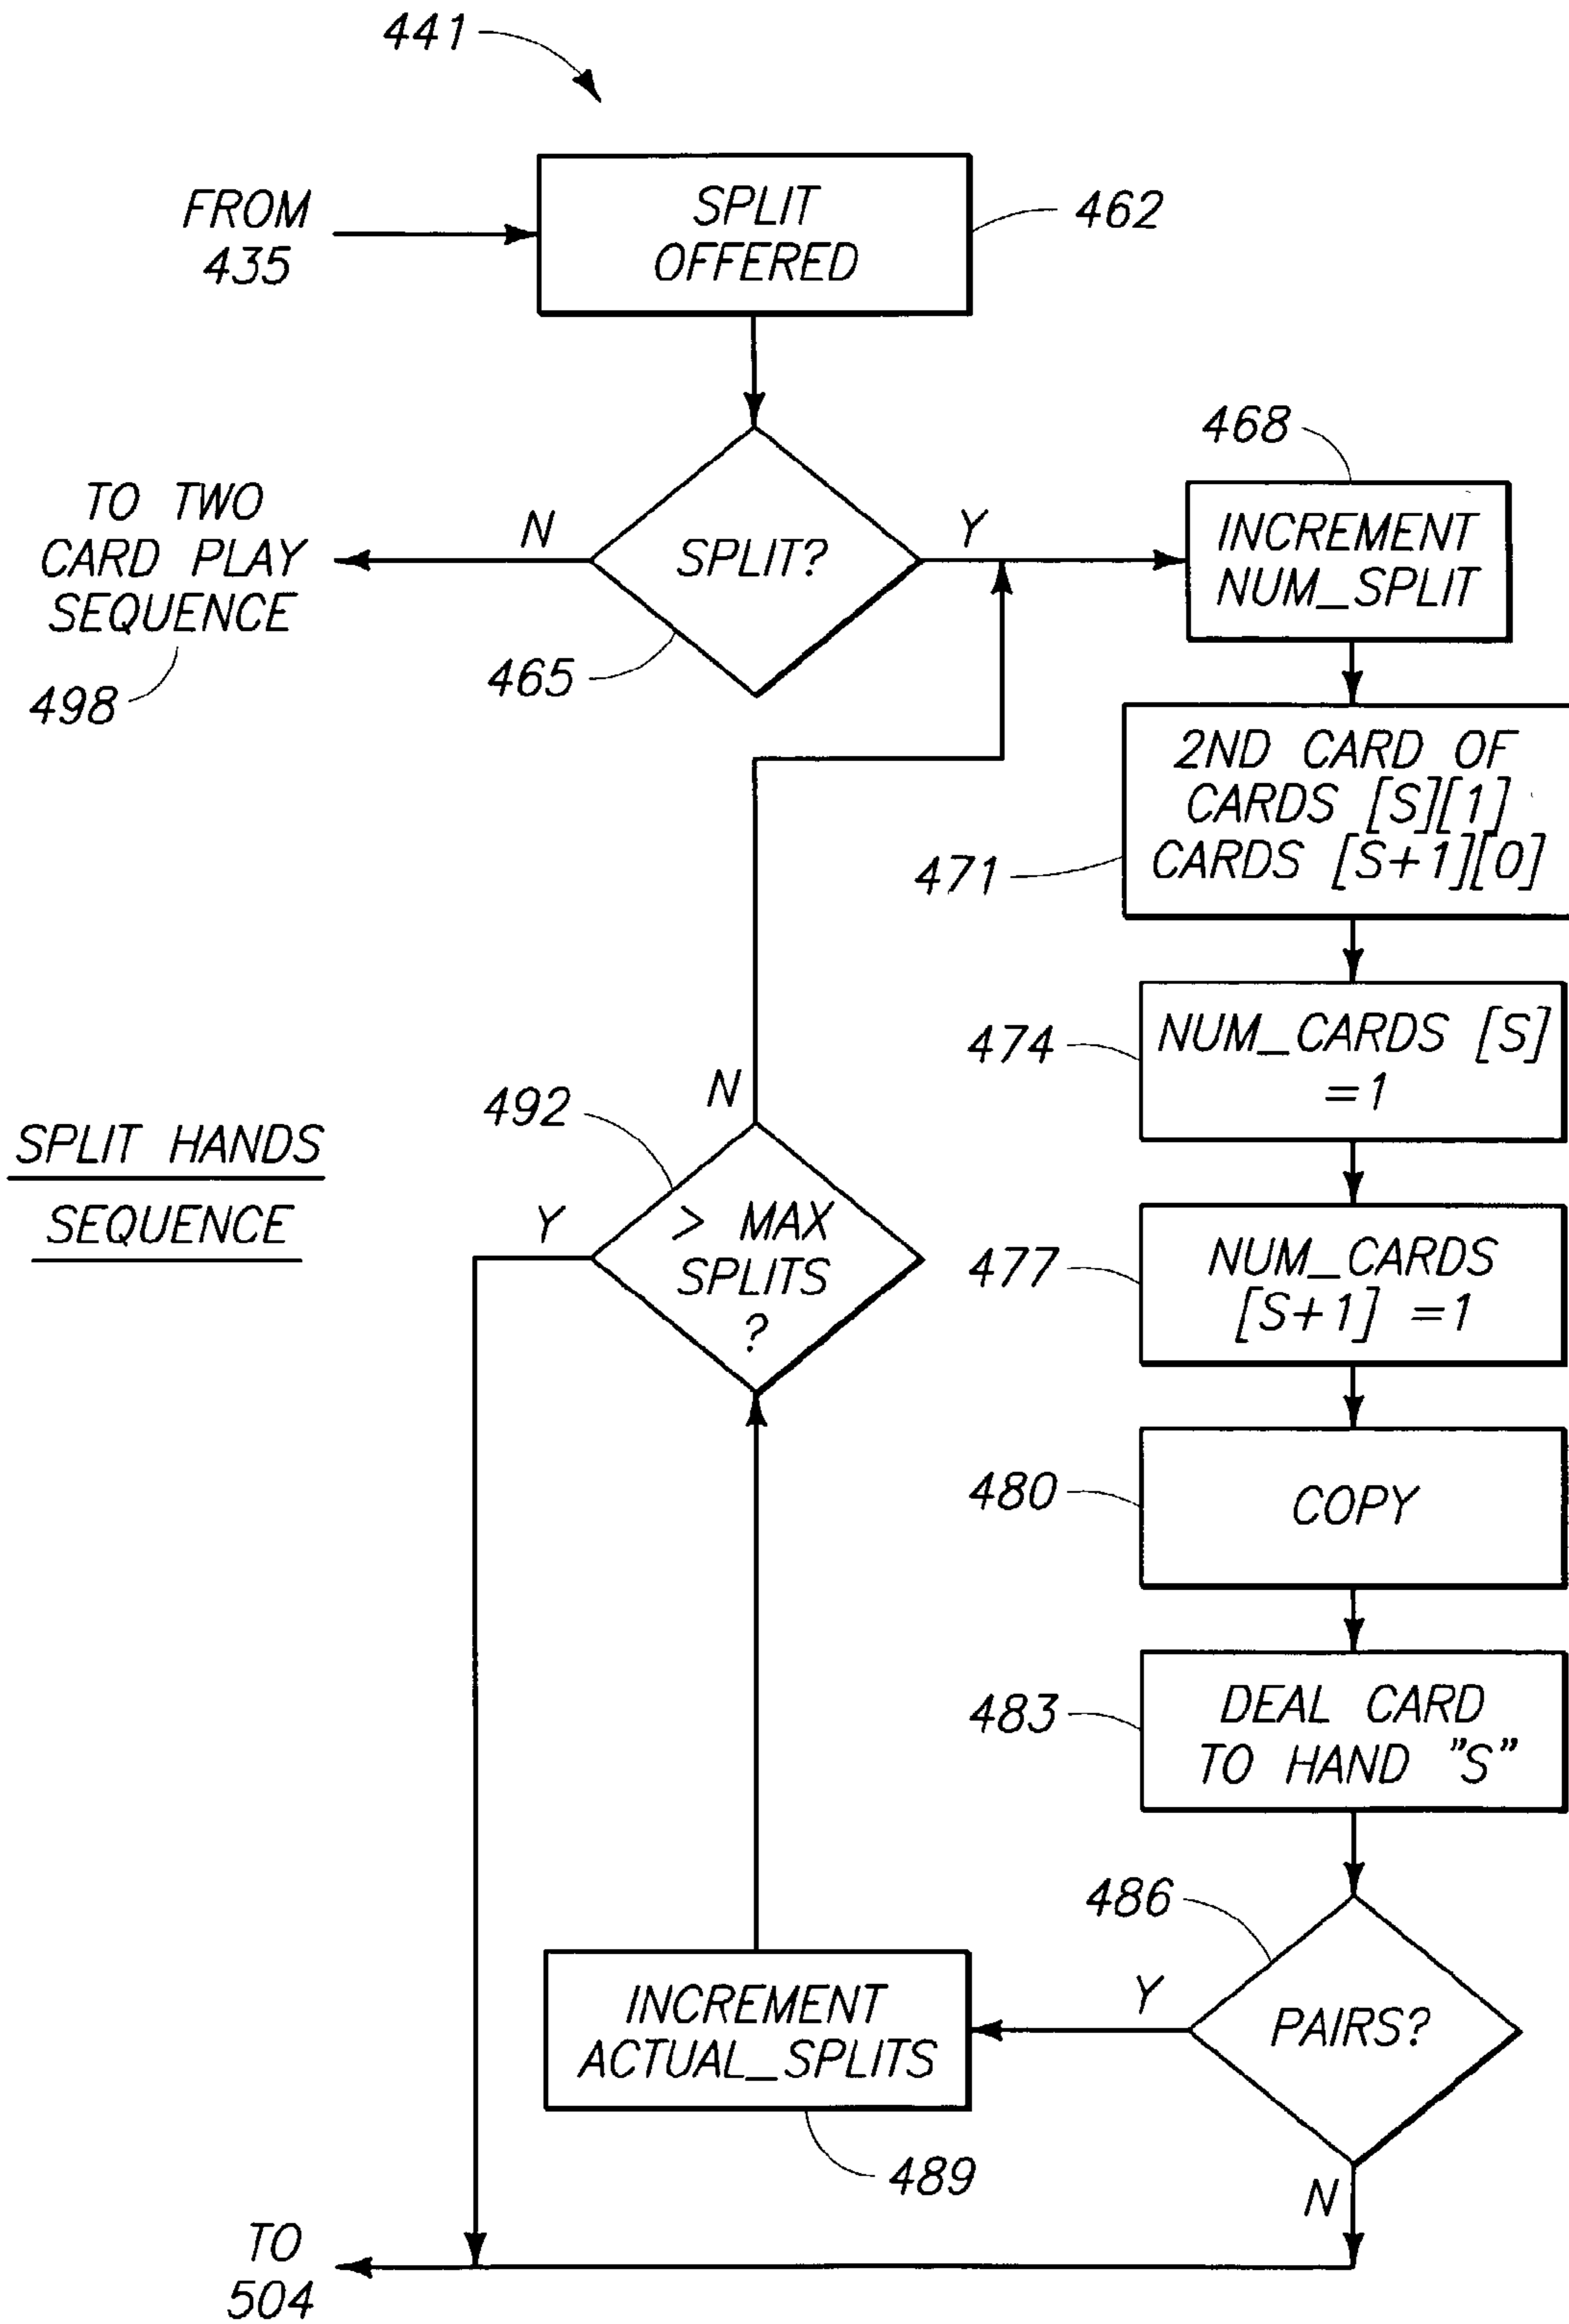 441
FROM
435
SPLIT
OFFERED
462
TO TWO
CARD PLAY
SEQUENCE
498
N
SPLIT?
465
Y
468
INCREMENT
NUM_SPLIT
2ND CARD OF
CARDS [S][1]
CARDS [S+1][0]
471
NUM_CARDS [S]
=1
474
NUM_CARDS
[S+1] =1
477
COPY
480
DEAL CARD
TO HAND "S"
483
486
PAIRS?
Y
N
INCREMENT
ACTUAL_SPLITS
489
492
> MAX
SPLITS
?
N
Y
SPLIT HANDS
SEQUENCE
TO
504